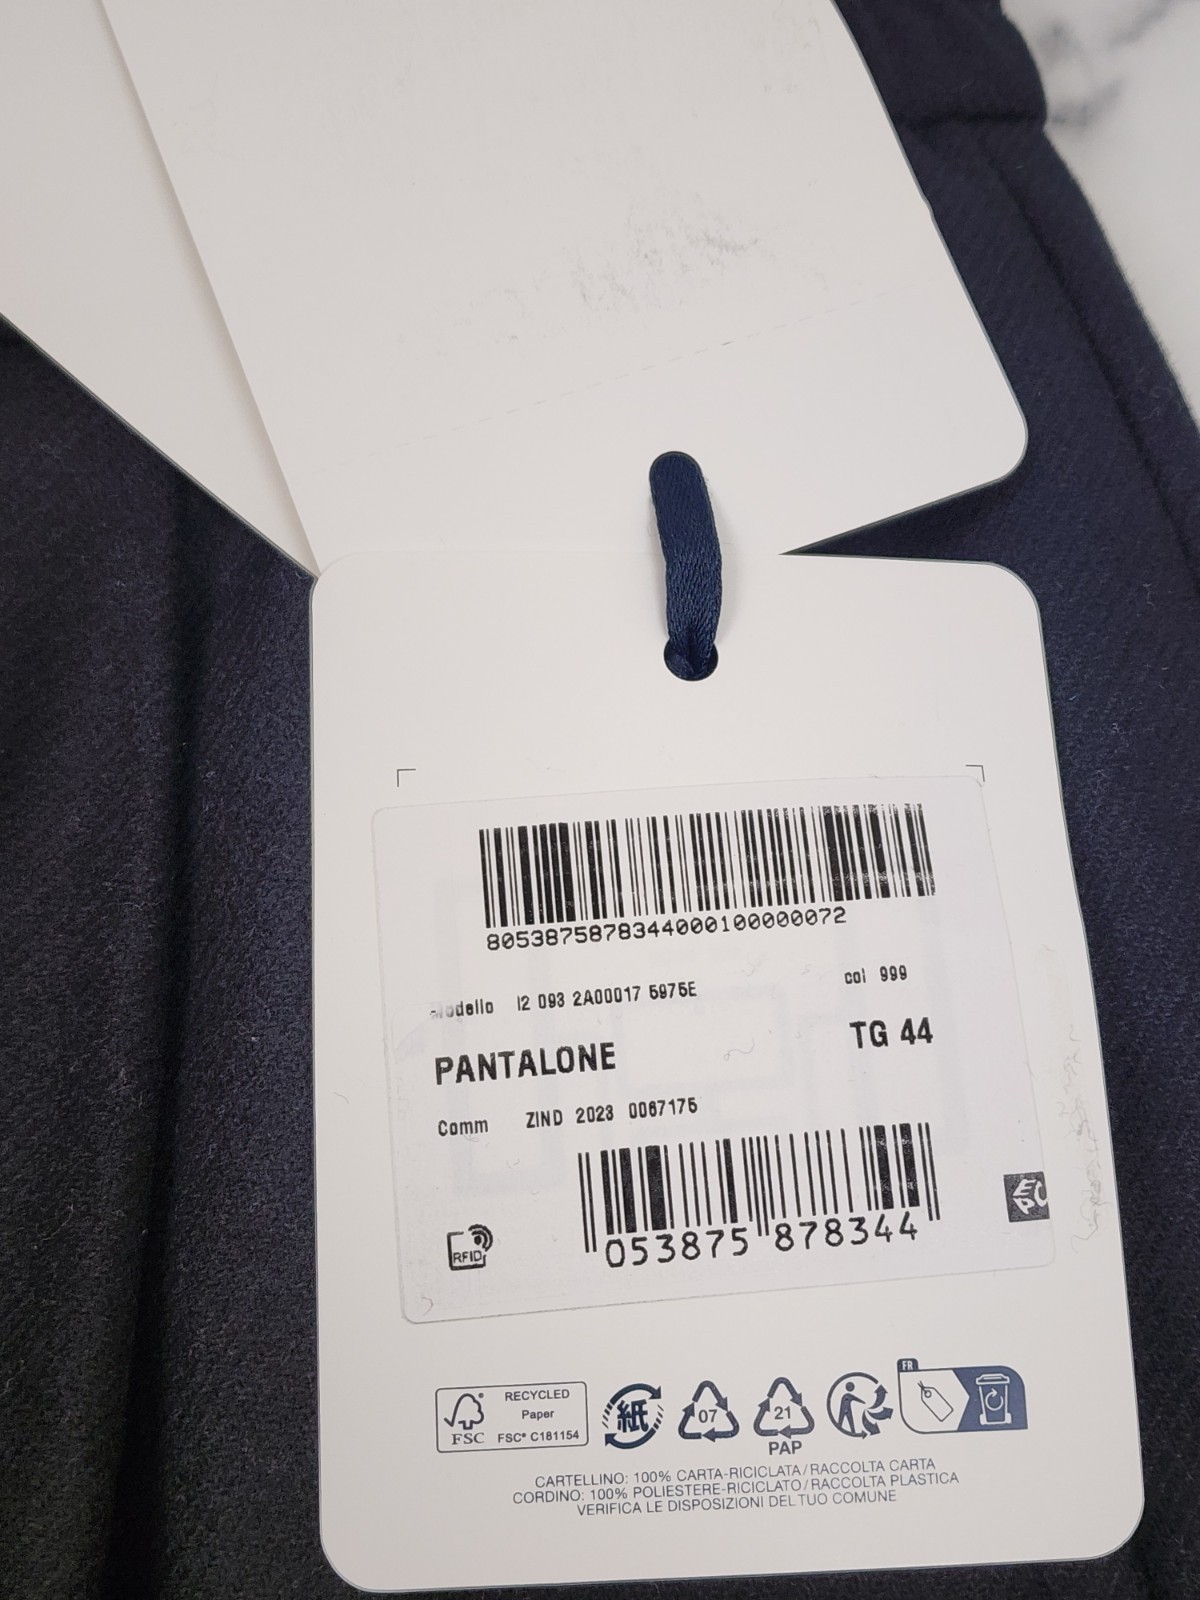 805387587834400010000072
Modello I2 093 2A00017 5975E
col 999
PANTALONE
TG 44
Comm ZIND 2023 0067175
RFID
053875 878344
FSC
RECYCLED
Paper
FSC® C181154
紙
07
21
PAP
FR
CARTELLINO: 100% CARTA-RICICLATA/RACCOLTA CARTA
CORDINO: 100% POLIESTERE-RICICLATO/RACCOLTA PLASTICA
VERIFICA LE DISPOSIZIONI DEL TUO COMUNE